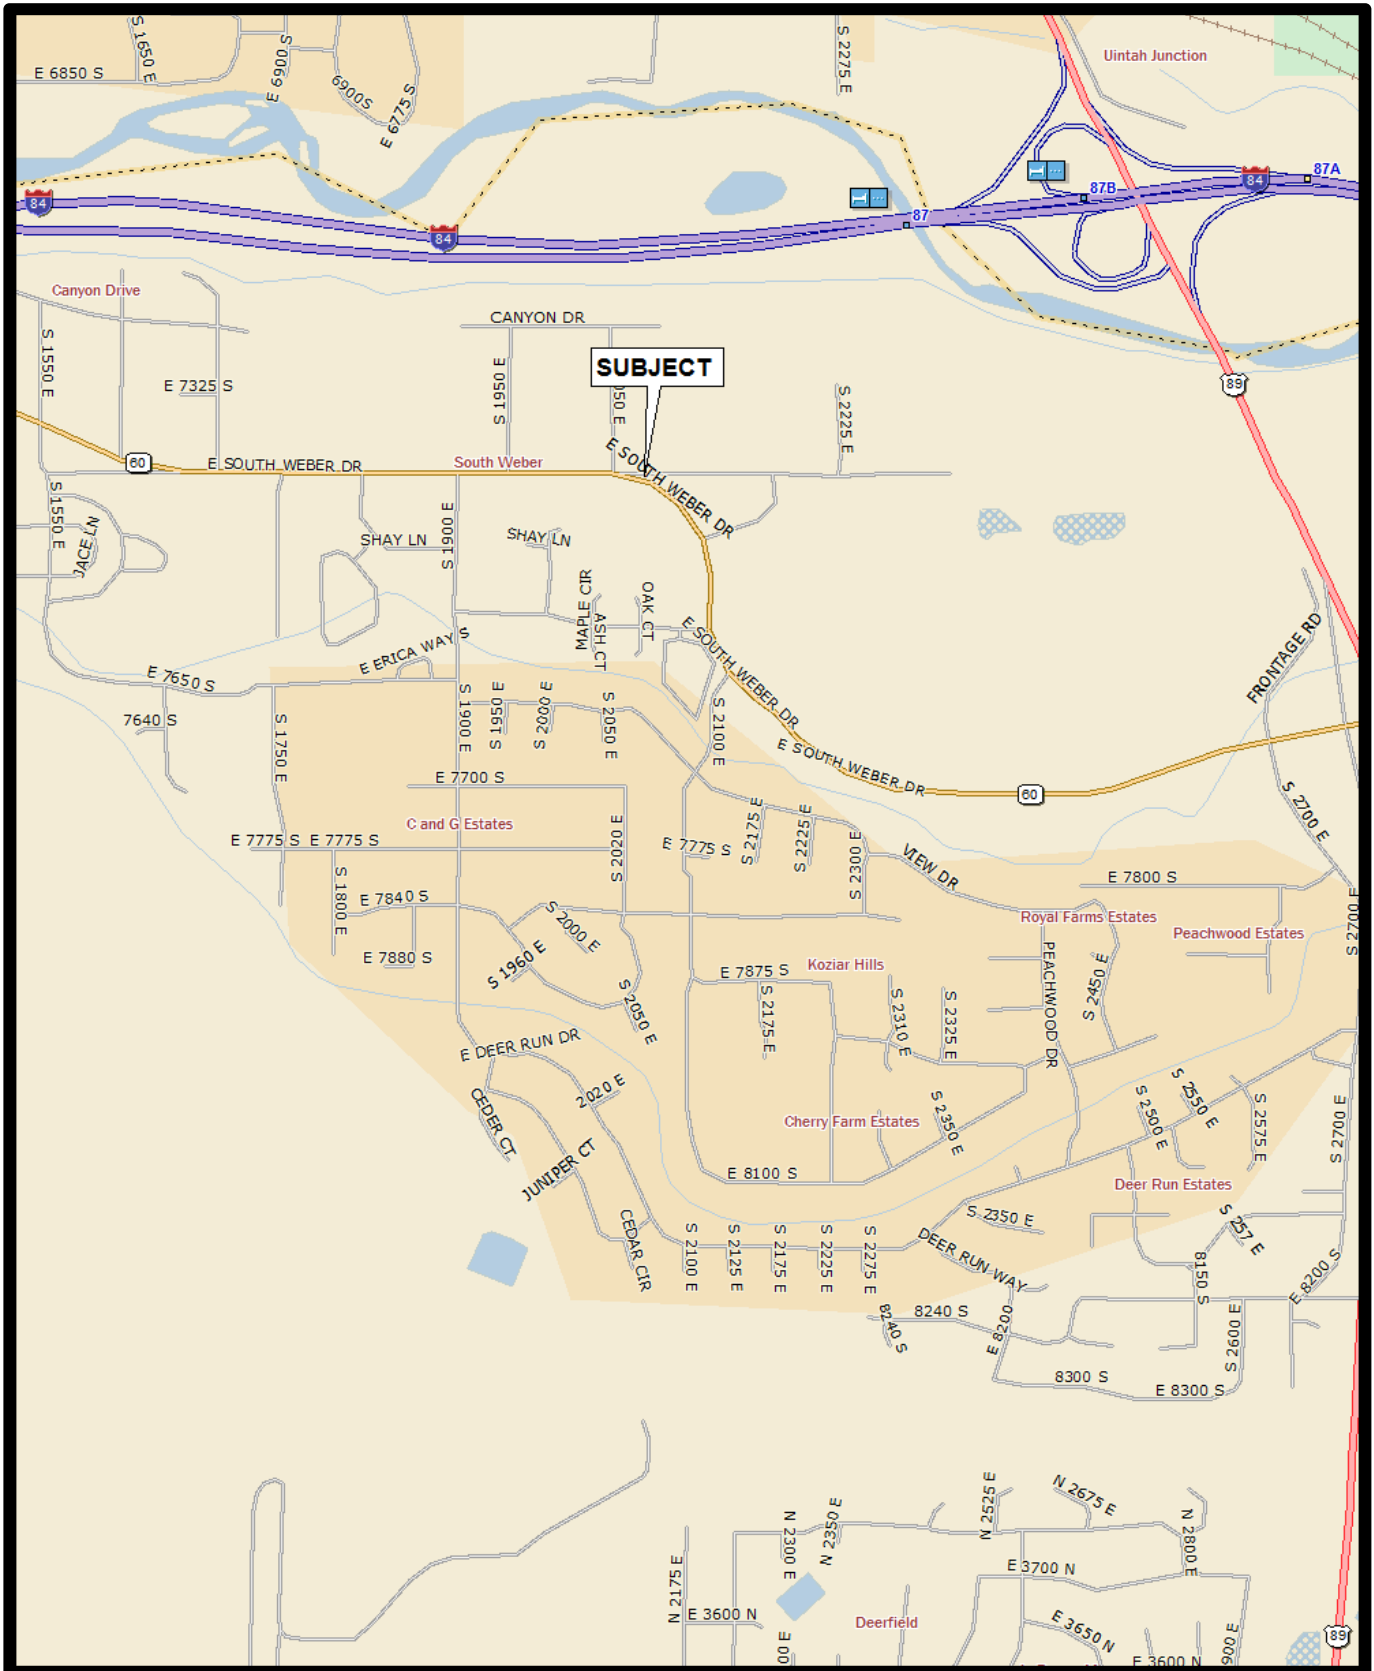 S 1650 E
E 6900 S
S 2275 E
Uintah Junction
E 6850 S
6900S
E 6775 S
87A
87B
84
84
84
87
Canyon Drive
CANYON DR
S 1550 E
S 1950 E
SUBJECT
E 7325 S
050 E
S 2225 E
89
60
E SOUTH WEBER DR
South Weber
E SOUTH WEBER DR
S 1550 E
JACE LN
SHAY LN
S 1900 E
SHAY LN
MAPLE CIR
ASH CT
OAK CT
E SOUTH WEBER DR
FRONTAGE RD
E ERICA WAY S
E 7650 S
7640 S
S 1750 E
S 1900 E
S 1950 E
S 2000 E
S 2050 E
S 2100 E
E SOUTH WEBER DR
60
E 7700 S
C and G Estates
E 7775 S
E 7775 S
S 2020 E
E 7775 S
S 2175 E
S 2225 E
S 2300 E
VIEW DR
S 2700 E
E 7800 S
S 1800 E
E 7840 S
S 2000 E
Royal Farms Estates
Peachwood Estates
S 2700 E
E 7880 S
S 1960 E
Koziar Hills
E 7875 S
S 2050 E
S 2175 E
S 2310 E
S 2325 E
PEACHWOOD DR
S 2450 E
E DEER RUN DR
2020 E
CEDER CT
Cherry Farm Estates
S 2350 E
S 2500 E
S 2550 E
S 2575 E
S 2700 E
JUNIPER CT
E 8100 S
Deer Run Estates
CEDAR CIR
S 2100 E
S 2125 E
S 2175 E
S 2225 E
S 2275 E
S 2350 E
DEER RUN WAY
S 257 E
8150 S
E 8200 S
8240 S
8240 S
E 8200
S 2600 E
8300 S
E 8300 S
N 2175 E
N 2300 E
N 2350 E
N 2525 E
N 2675 E
N 2800 E
E 3700 N
E 3600 N
Deerfield
E 3650 N
00 E
E 3600 N
900 E
89